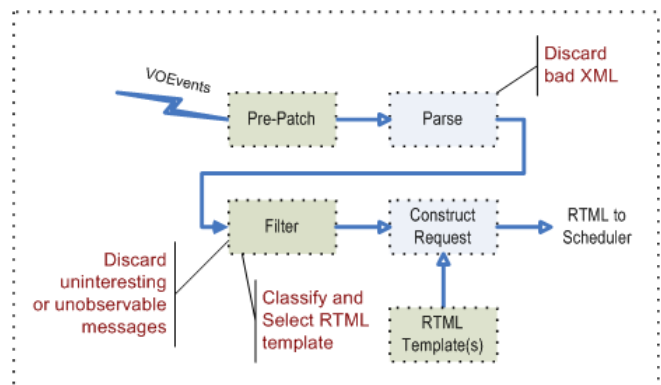 VOEvents
Pre-Patch
Parse
Discard
bad XML
Filter
Construct
Request
RTML to
Scheduler
Discard
uninteresting
or unobservable
messages
Classify and
Select RTML
template
RTML
Template(s)